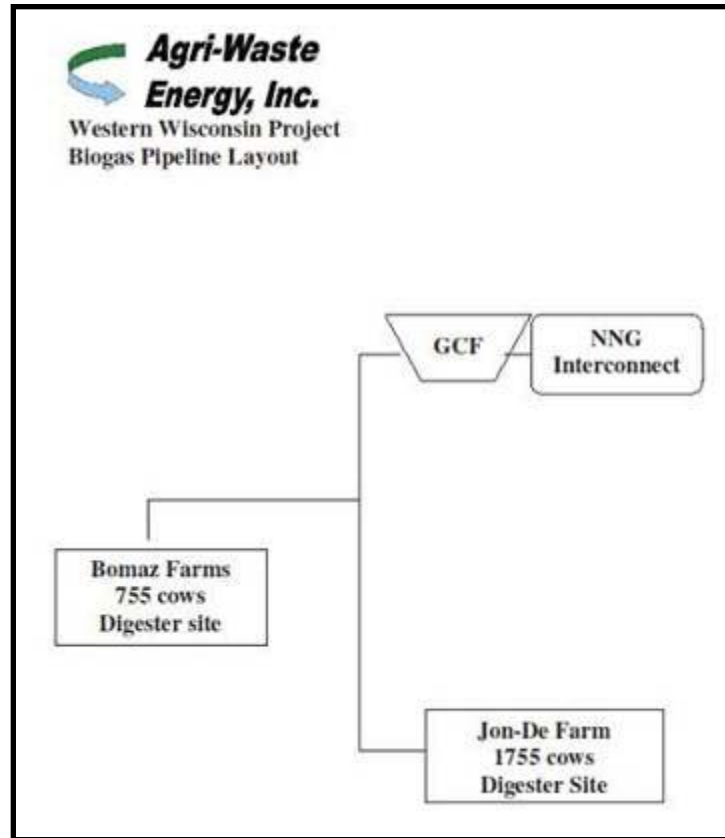 Agri-Waste
Energy, Inc.
Western Wisconsin Project
Biogas Pipeline Layout
GCF
NNG
Interconnect
Bomaz Farms
755 cows
Digester site
Jon-De Farm
1755 cows
Digester Site